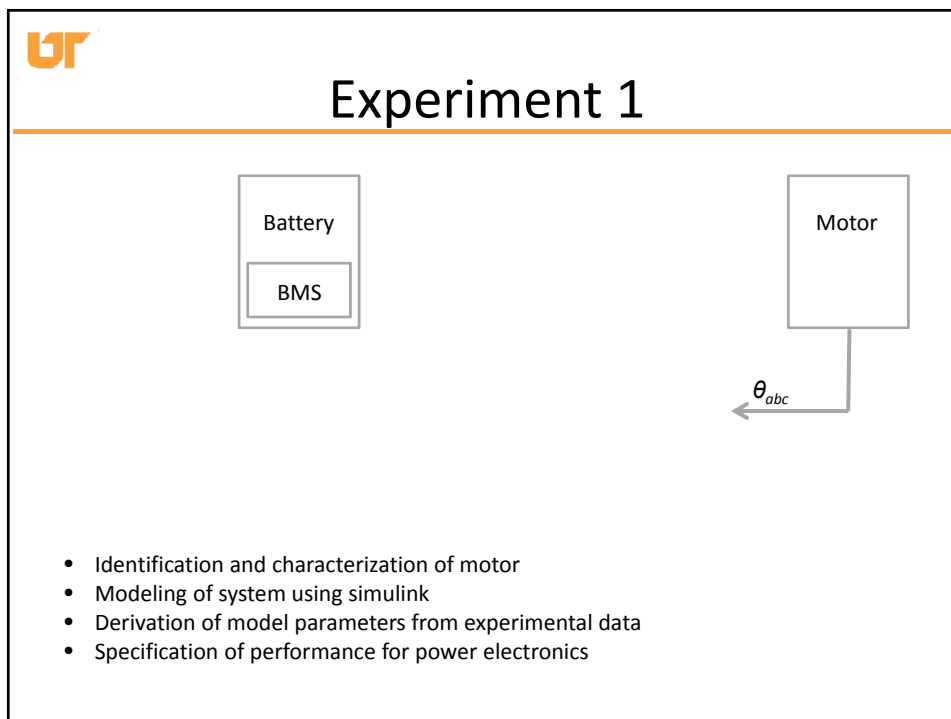 UT
Experiment 1
Battery
BMS
Motor
θabc
• Identification and characterization of motor
• Modeling of system using simulink
• Derivation of model parameters from experimental data
• Specification of performance for power electronics